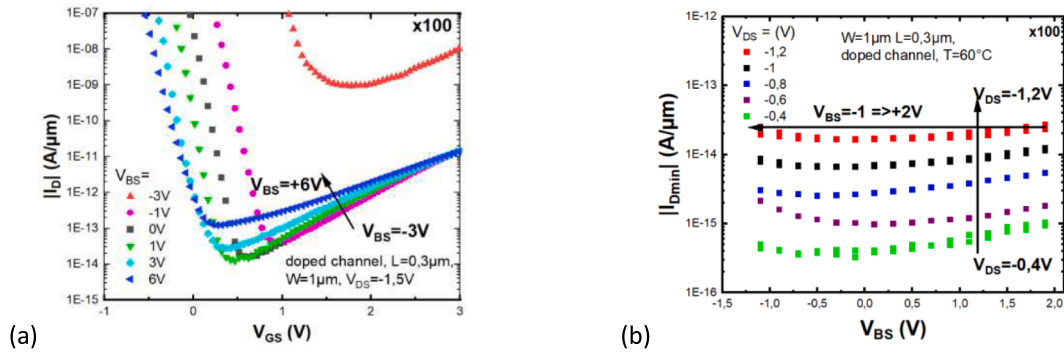 x100
1E-07
1E-08
1E-09
1E-10
1E-11
1E-12
1E-13
1E-14
1E-15
|I_D| (A/µm)
V_BS=
-3V
-1V
0V
1V
3V
6V
V_BS=+6V
V_BS=-3V
doped channel, L=0,3µm,
W=1µm, V_DS=-1,5V
-1 0 1 2 3
V_GS (V)
(a)
x100
1E-12
1E-13
1E-14
1E-15
1E-16
|I_Dmin| (A/µm)
V_DS = (V)
-1,2
-1
-0,8
-0,6
-0,4
W=1µm L=0,3µm,
doped channel, T=60°C
V_DS=-1,2V
V_BS=-1 =>+2V
V_DS=-0,4V
-1,0 -0,5 0,0 0,5 1,0 1,5 2,0
V_BS (V)
(b)